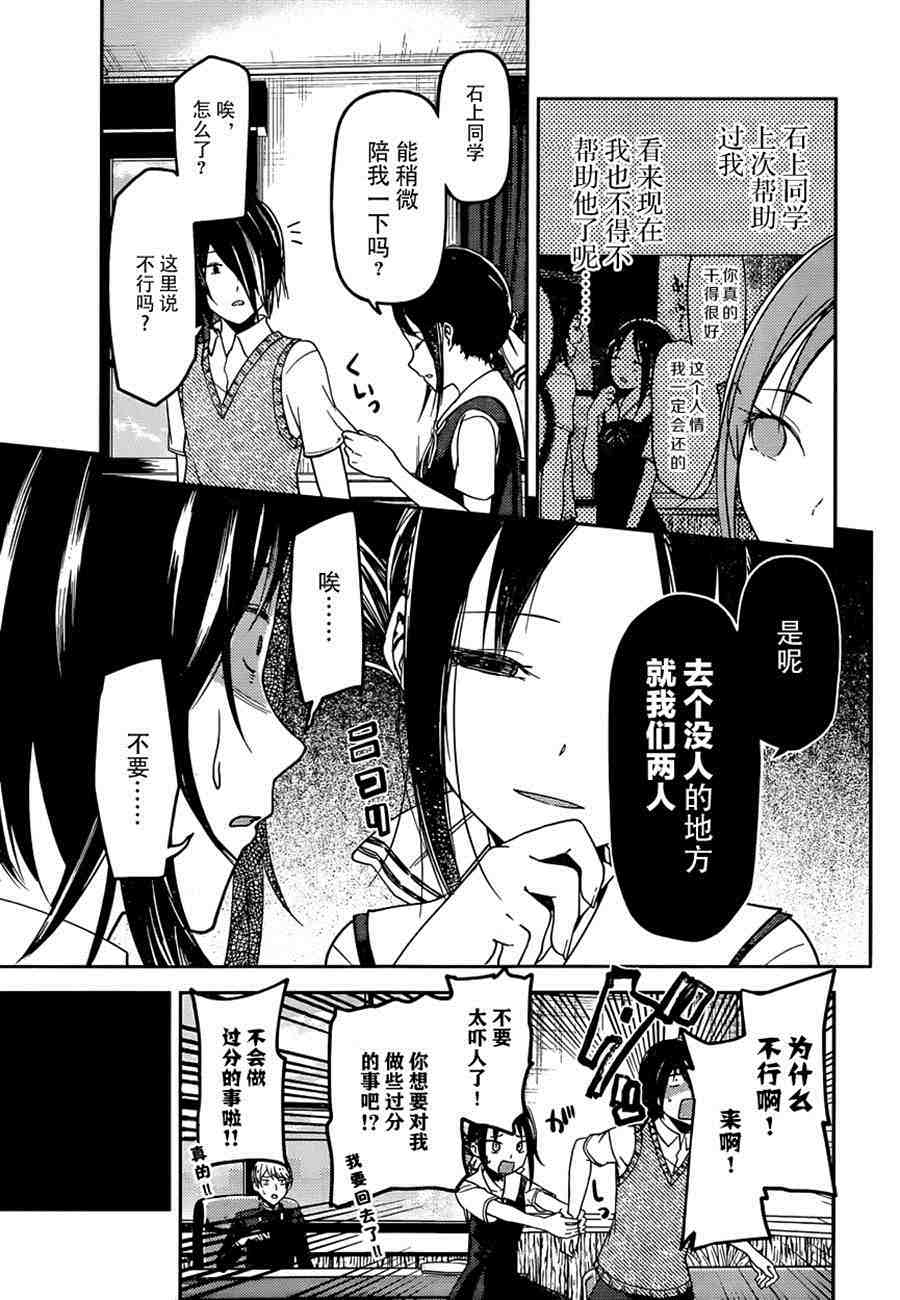 石上同学
上次帮助
过我
看来现在
我也不得不
帮助他了呢……
你真的
干得很好
这个人情
我一定会还的
石上同学
能稍微
陪我一下吗？
唉，
怎么了？
这里说
不行吗？
くいっ
是呢
去个没人的地方
就我们两人
唉……
不要……
为什么
不行啊！
来啊！
不要
太吓人了！
你想要对我
做些过分
的事吧！？
我要回去了！！
不会做
过分的事啦！！
真的！！